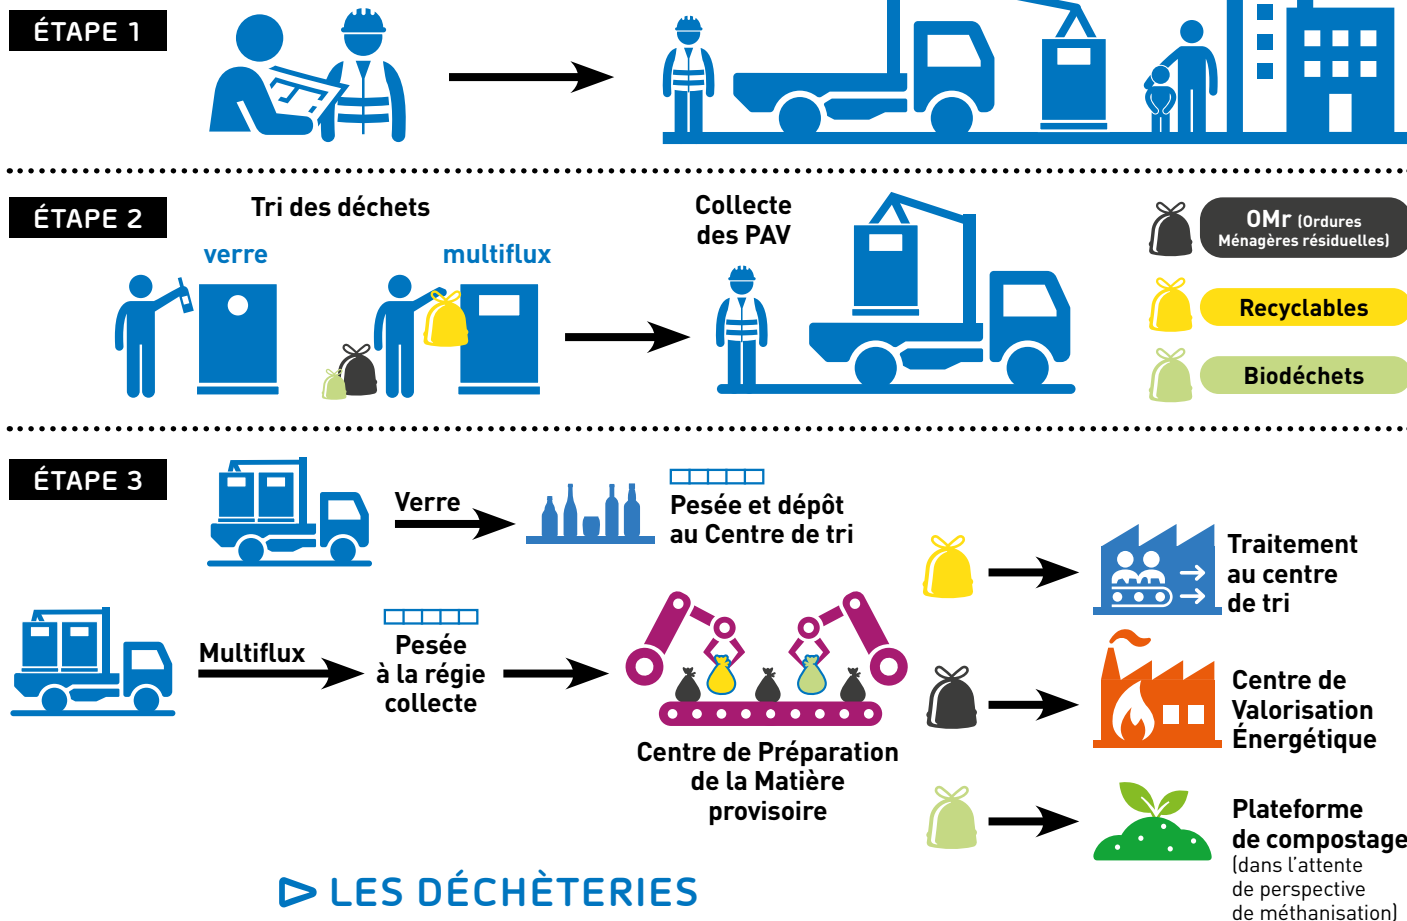 ÉTAPE 1
ÉTAPE 2
Tri des déchets
verre
multiflux
Collecte
des PAV
OMr (Ordures
Ménagères résiduelles)
Recyclables
Biodéchets
ÉTAPE 3
Verre
Pesée et dépôt
au Centre de tri
Multiflux
Pesée
à la régie
collecte
Centre de Préparation
de la Matière
provisoire
Traitement
au centre
de tri
Centre de
Valorisation
Énergétique
Plateforme
de compostage
(dans l'attente
de perspective
de méthanisation)
LES DÉCHÈTERIES